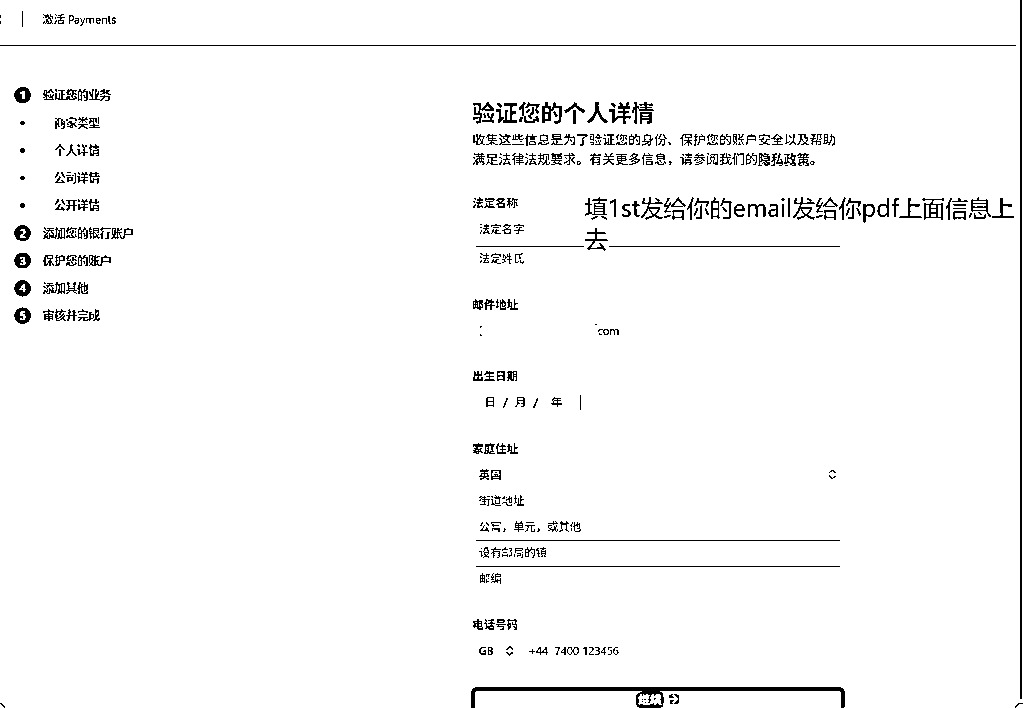 激活 Payments
1 验证您的业务
• 商家类型
• 个人详情
• 公司详情
• 公开详情
2 添加您的银行账户
3 保护您的账户
4 添加其他
5 审核并完成
验证您的个人详情
收集这些信息是为了验证您的身份、保护您的账户安全以及帮助
满足法律法规要求。有关更多信息，请参阅我们的隐私政策。
法定名称
填1st发给你的email发给你pdf上面信息上
去
法定名字
法定姓氏
邮件地址
com
出生日期
日 / 月 / 年
家庭住址
英国
街道地址
公寓，单元，或其他
设有邮局的镇
邮编
电话号码
GB +44 7400 123456
继续